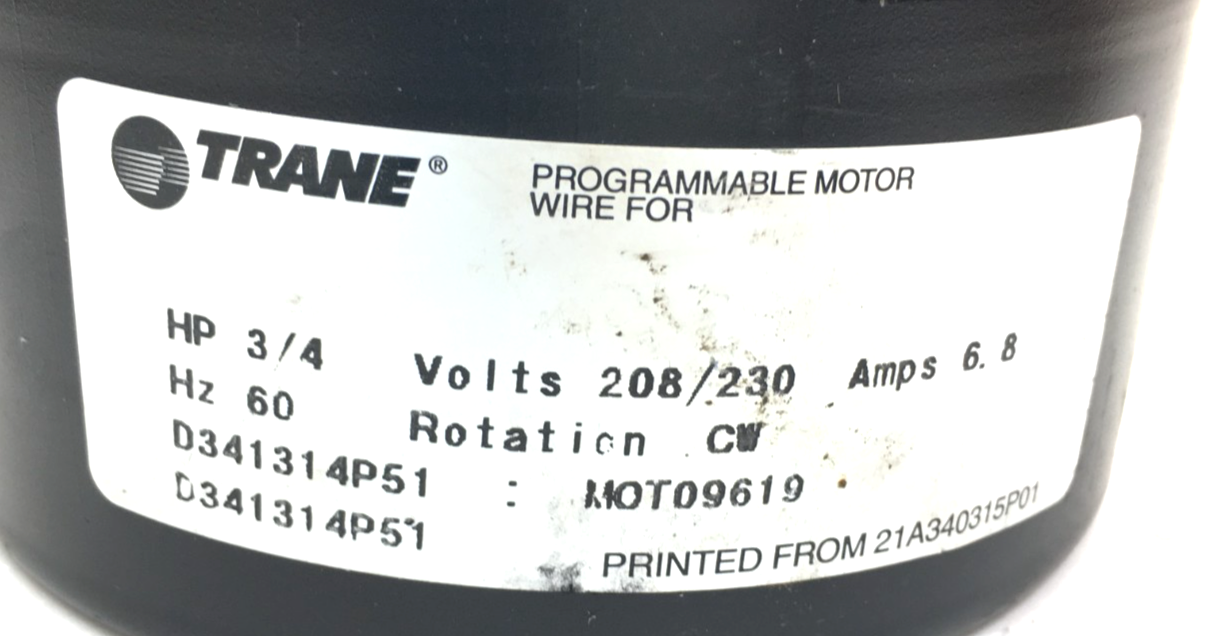 TRANE®
PROGRAMMABLE MOTOR
WIRE FOR
HP 3/4 Volts 208/230 Amps 6.8
Hz 60 Rotation CW
D341314P51 : MOT09619
D341314P51
PRINTED FROM 21A340315P01